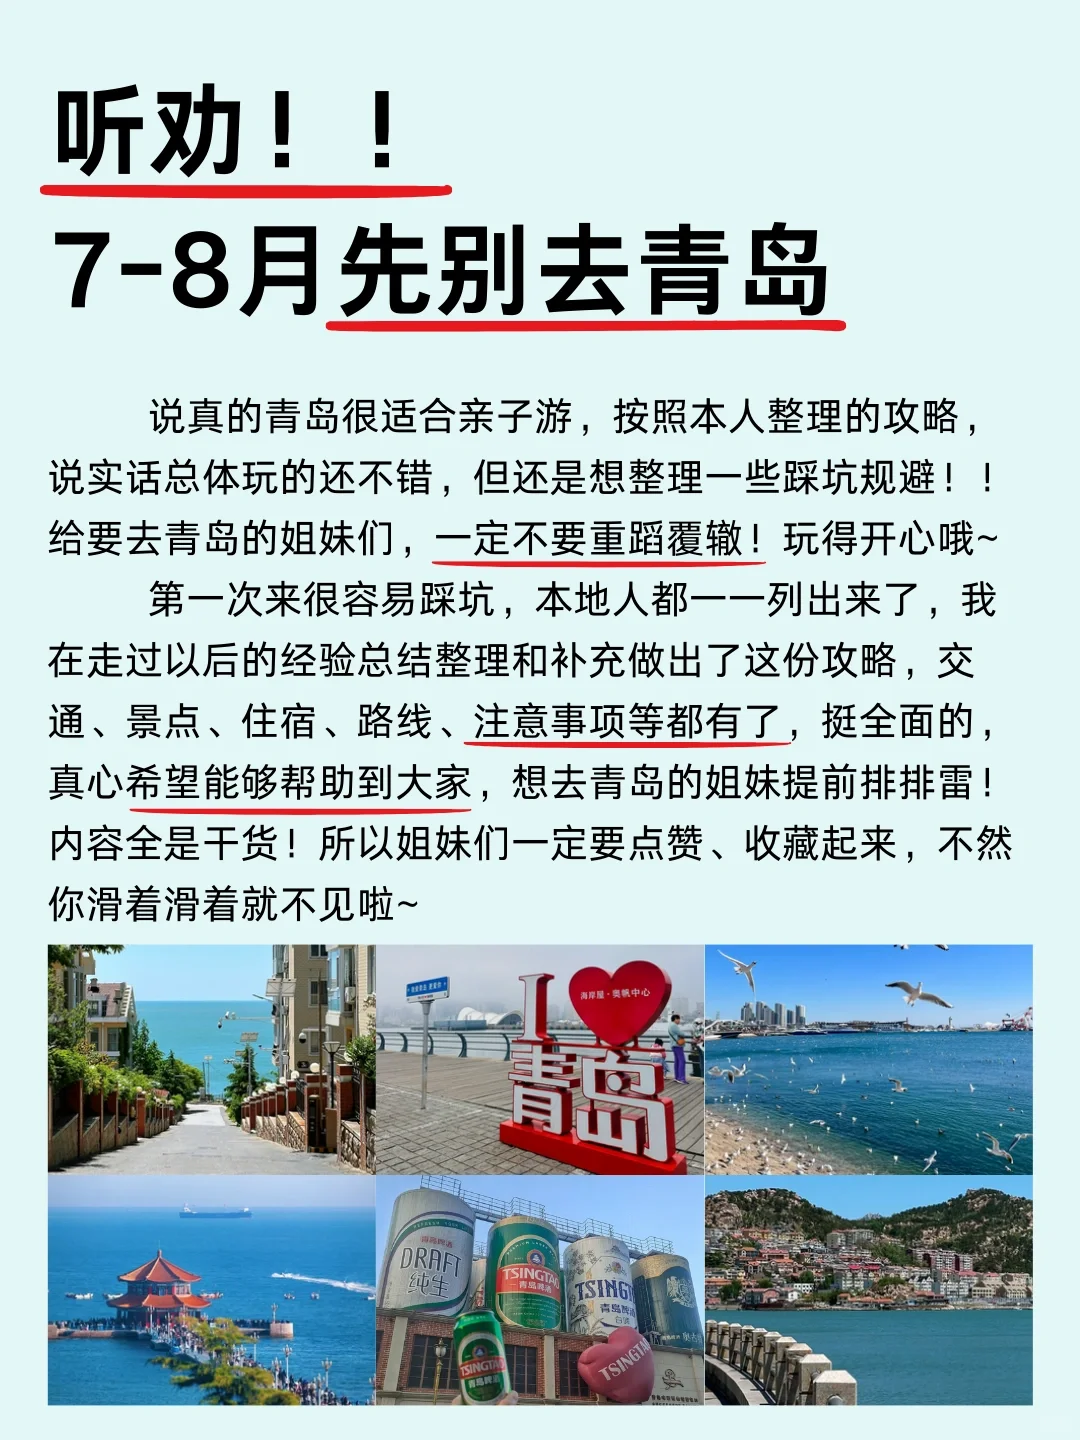 听劝！！
7-8月先别去青岛
说真的青岛很适合亲子游，按照本人整理的攻略，
说实话总体玩的还不错，但还是想整理一些踩坑规避！！
给要去青岛的姐妹们，一定不要重蹈覆辙！玩得开心哦~
第一次来很容易踩坑，本地人都一一列出来了，我
在走过以后的经验总结整理和补充做出了这份攻略，交
通、景点、住宿、路线、注意事项等都有了，挺全面的，
真心希望能够帮助到大家，想去青岛的姐妹提前排排雷！
内容全是干货！所以姐妹们一定要点赞、收藏起来，不然
你滑着滑着就不见啦~
I
海岸屋·奥帆中心
青岛
DRAFT
纯生
TSINGTAO
青岛啤酒
TSINGT
青岛啤酒
白啤
TSINGTAO
青岛啤酒
TSINGTAO